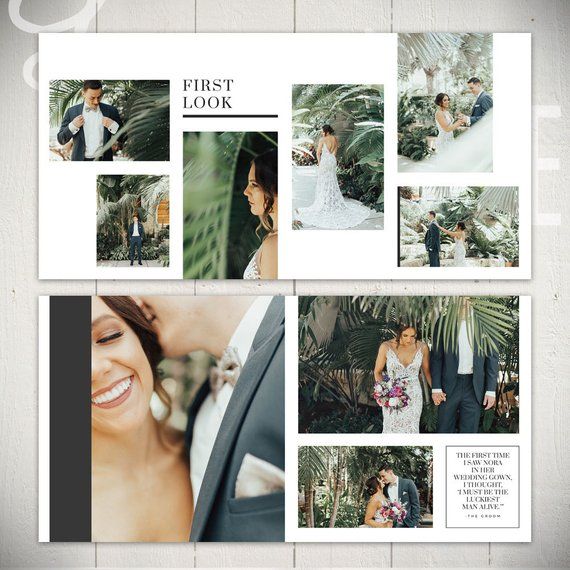 FIRST
LOOK
THE FIRST TIME
I SAW NORA
IN HER
WEDDING GOWN,
I THOUGHT,
"I MUST BE THE
LUCKIEST
MAN ALIVE."
THE GROOM